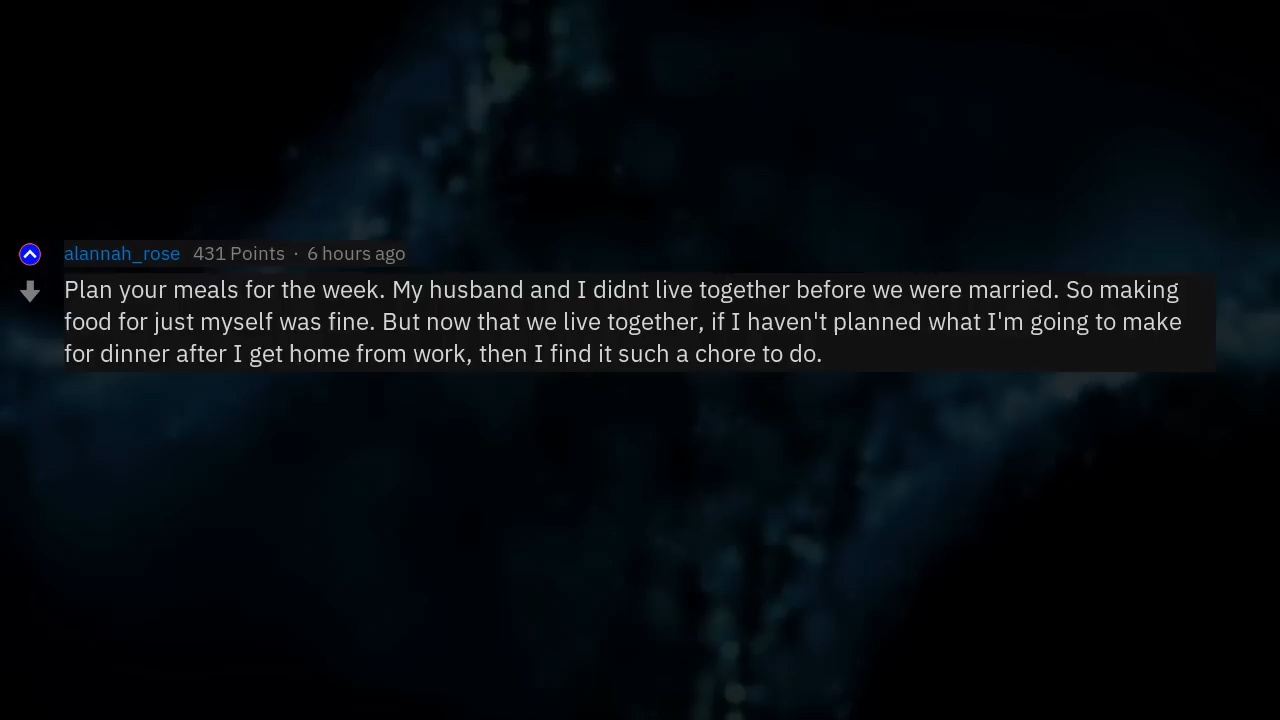 alannah_rose 431 Points · 6 hours ago
Plan your meals for the week. My husband and I didnt live together before we were married. So making
food for just myself was fine. But now that we live together, if I haven't planned what I'm going to make
for dinner after I get home from work, then I find it such a chore to do.